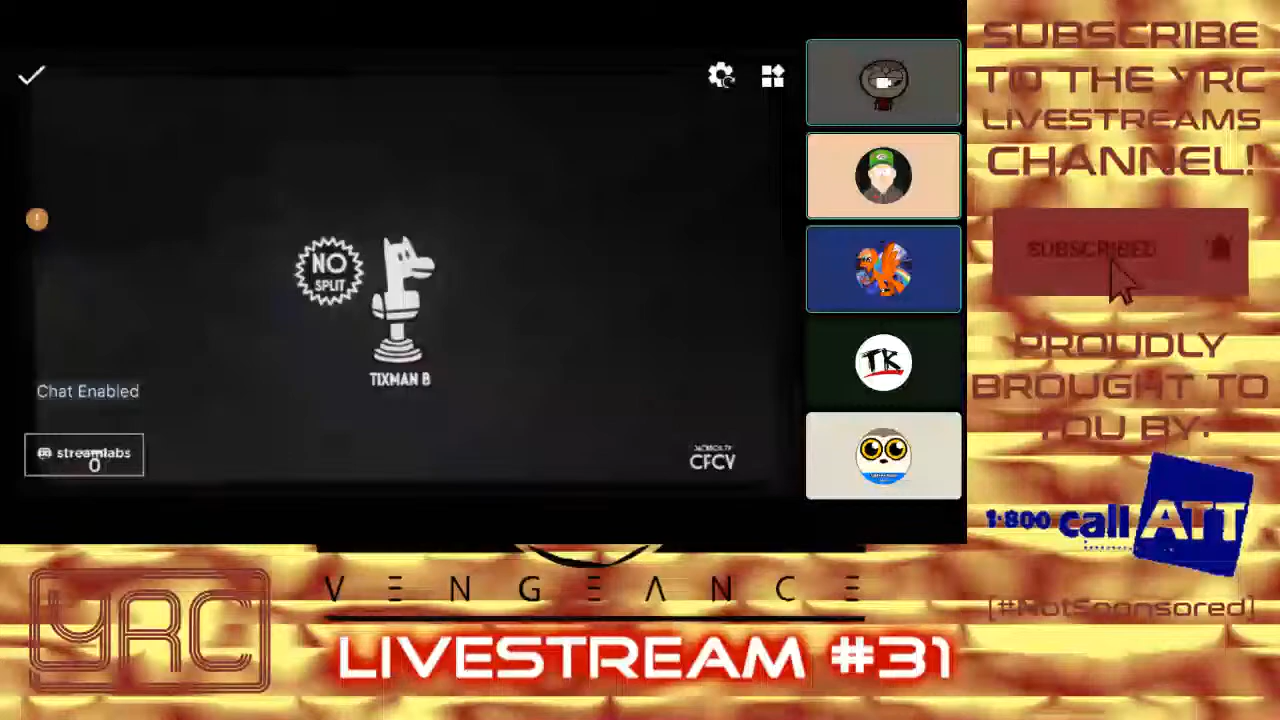 NO
SPLIT
TIXMAN B
Chat Enabled
streamlabs
0
CFCV
TK
SUBSCRIBE
TO THE YRC
LIVESTREAMS
CHANNEL!
SUBSCRIBED
PROUDLY
BROUGHT TO
YOU BY:
1-800 call ATT
[#NotSponsored]
VENGEANCE
YRC
LIVESTREAM #31